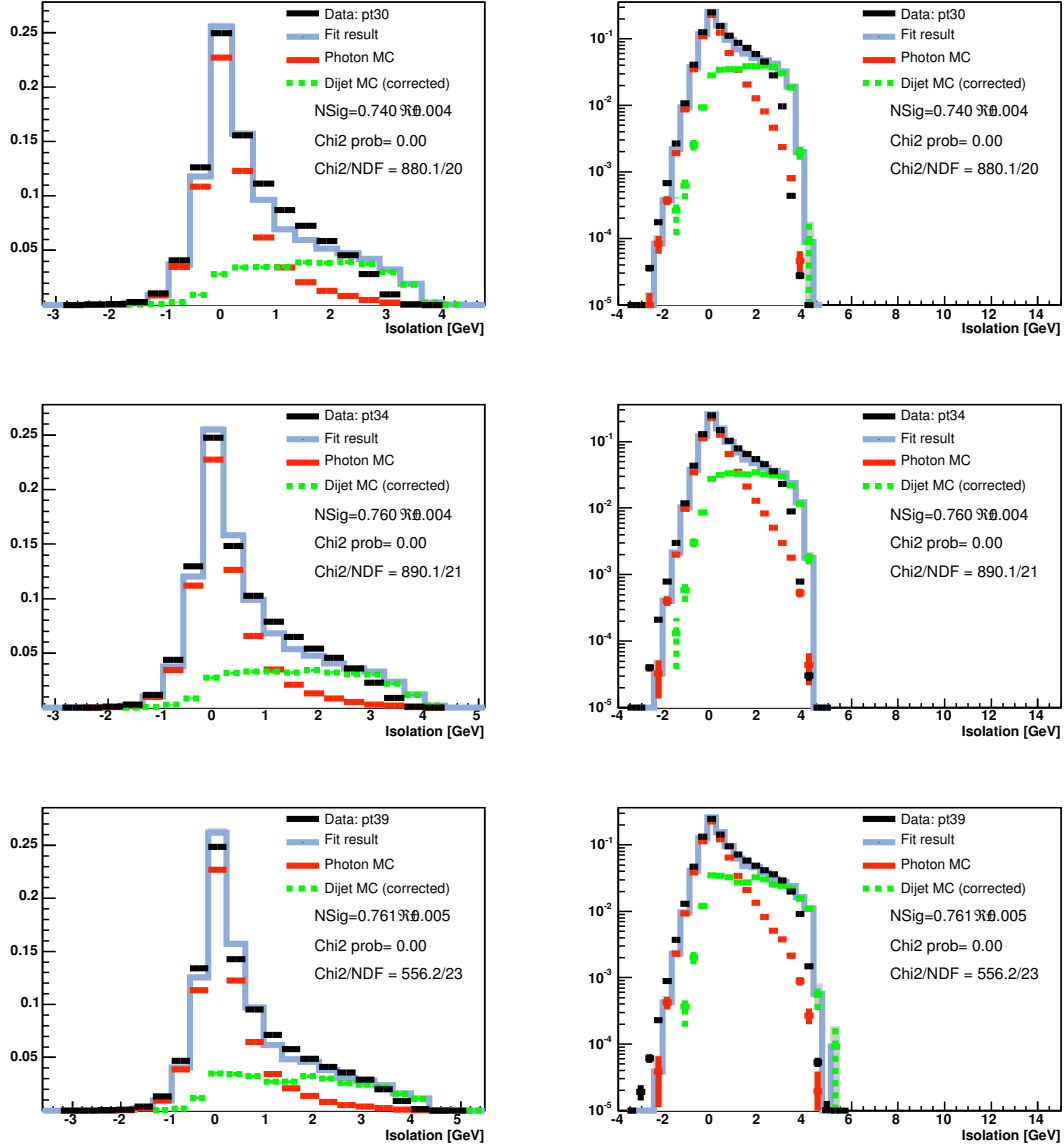 0.25
0.2
0.15
0.1
0.05
Data: pt30
Fit result
Photon MC
Dijet MC (corrected)
NSig=0.740
Chi2 prob= 0.00
Chi2/NDF = 880.1/20
-3 -2 -1 0 1 2 3 4
Isolation [GeV]
10-1
10-2
10-3
10-4
10-5
Data: pt30
Fit result
Photon MC
Dijet MC (corrected)
NSig=0.740
Chi2 prob= 0.00
Chi2/NDF = 880.1/20
-4 -2 0 2 4 6 8 10 12 14
Isolation [GeV]
0.25
0.2
0.15
0.1
0.05
Data: pt34
Fit result
Photon MC
Dijet MC (corrected)
NSig=0.760
Chi2 prob= 0.00
Chi2/NDF = 890.1/21
-3 -2 -1 0 1 2 3 4 5
Isolation [GeV]
10-1
10-2
10-3
10-4
10-5
Data: pt34
Fit result
Photon MC
Dijet MC (corrected)
NSig=0.760
Chi2 prob= 0.00
Chi2/NDF = 890.1/21
-4 -2 0 2 4 6 8 10 12 14
Isolation [GeV]
0.25
0.2
0.15
0.1
0.05
Data: pt39
Fit result
Photon MC
Dijet MC (corrected)
NSig=0.761
Chi2 prob= 0.00
Chi2/NDF = 556.2/23
-3 -2 -1 0 1 2 3 4 5
Isolation [GeV]
10-1
10-2
10-3
10-4
10-5
Data: pt39
Fit result
Photon MC
Dijet MC (corrected)
NSig=0.761
Chi2 prob= 0.00
Chi2/NDF = 556.2/23
-4 -2 0 2 4 6 8 10 12 14
Isolation [GeV]